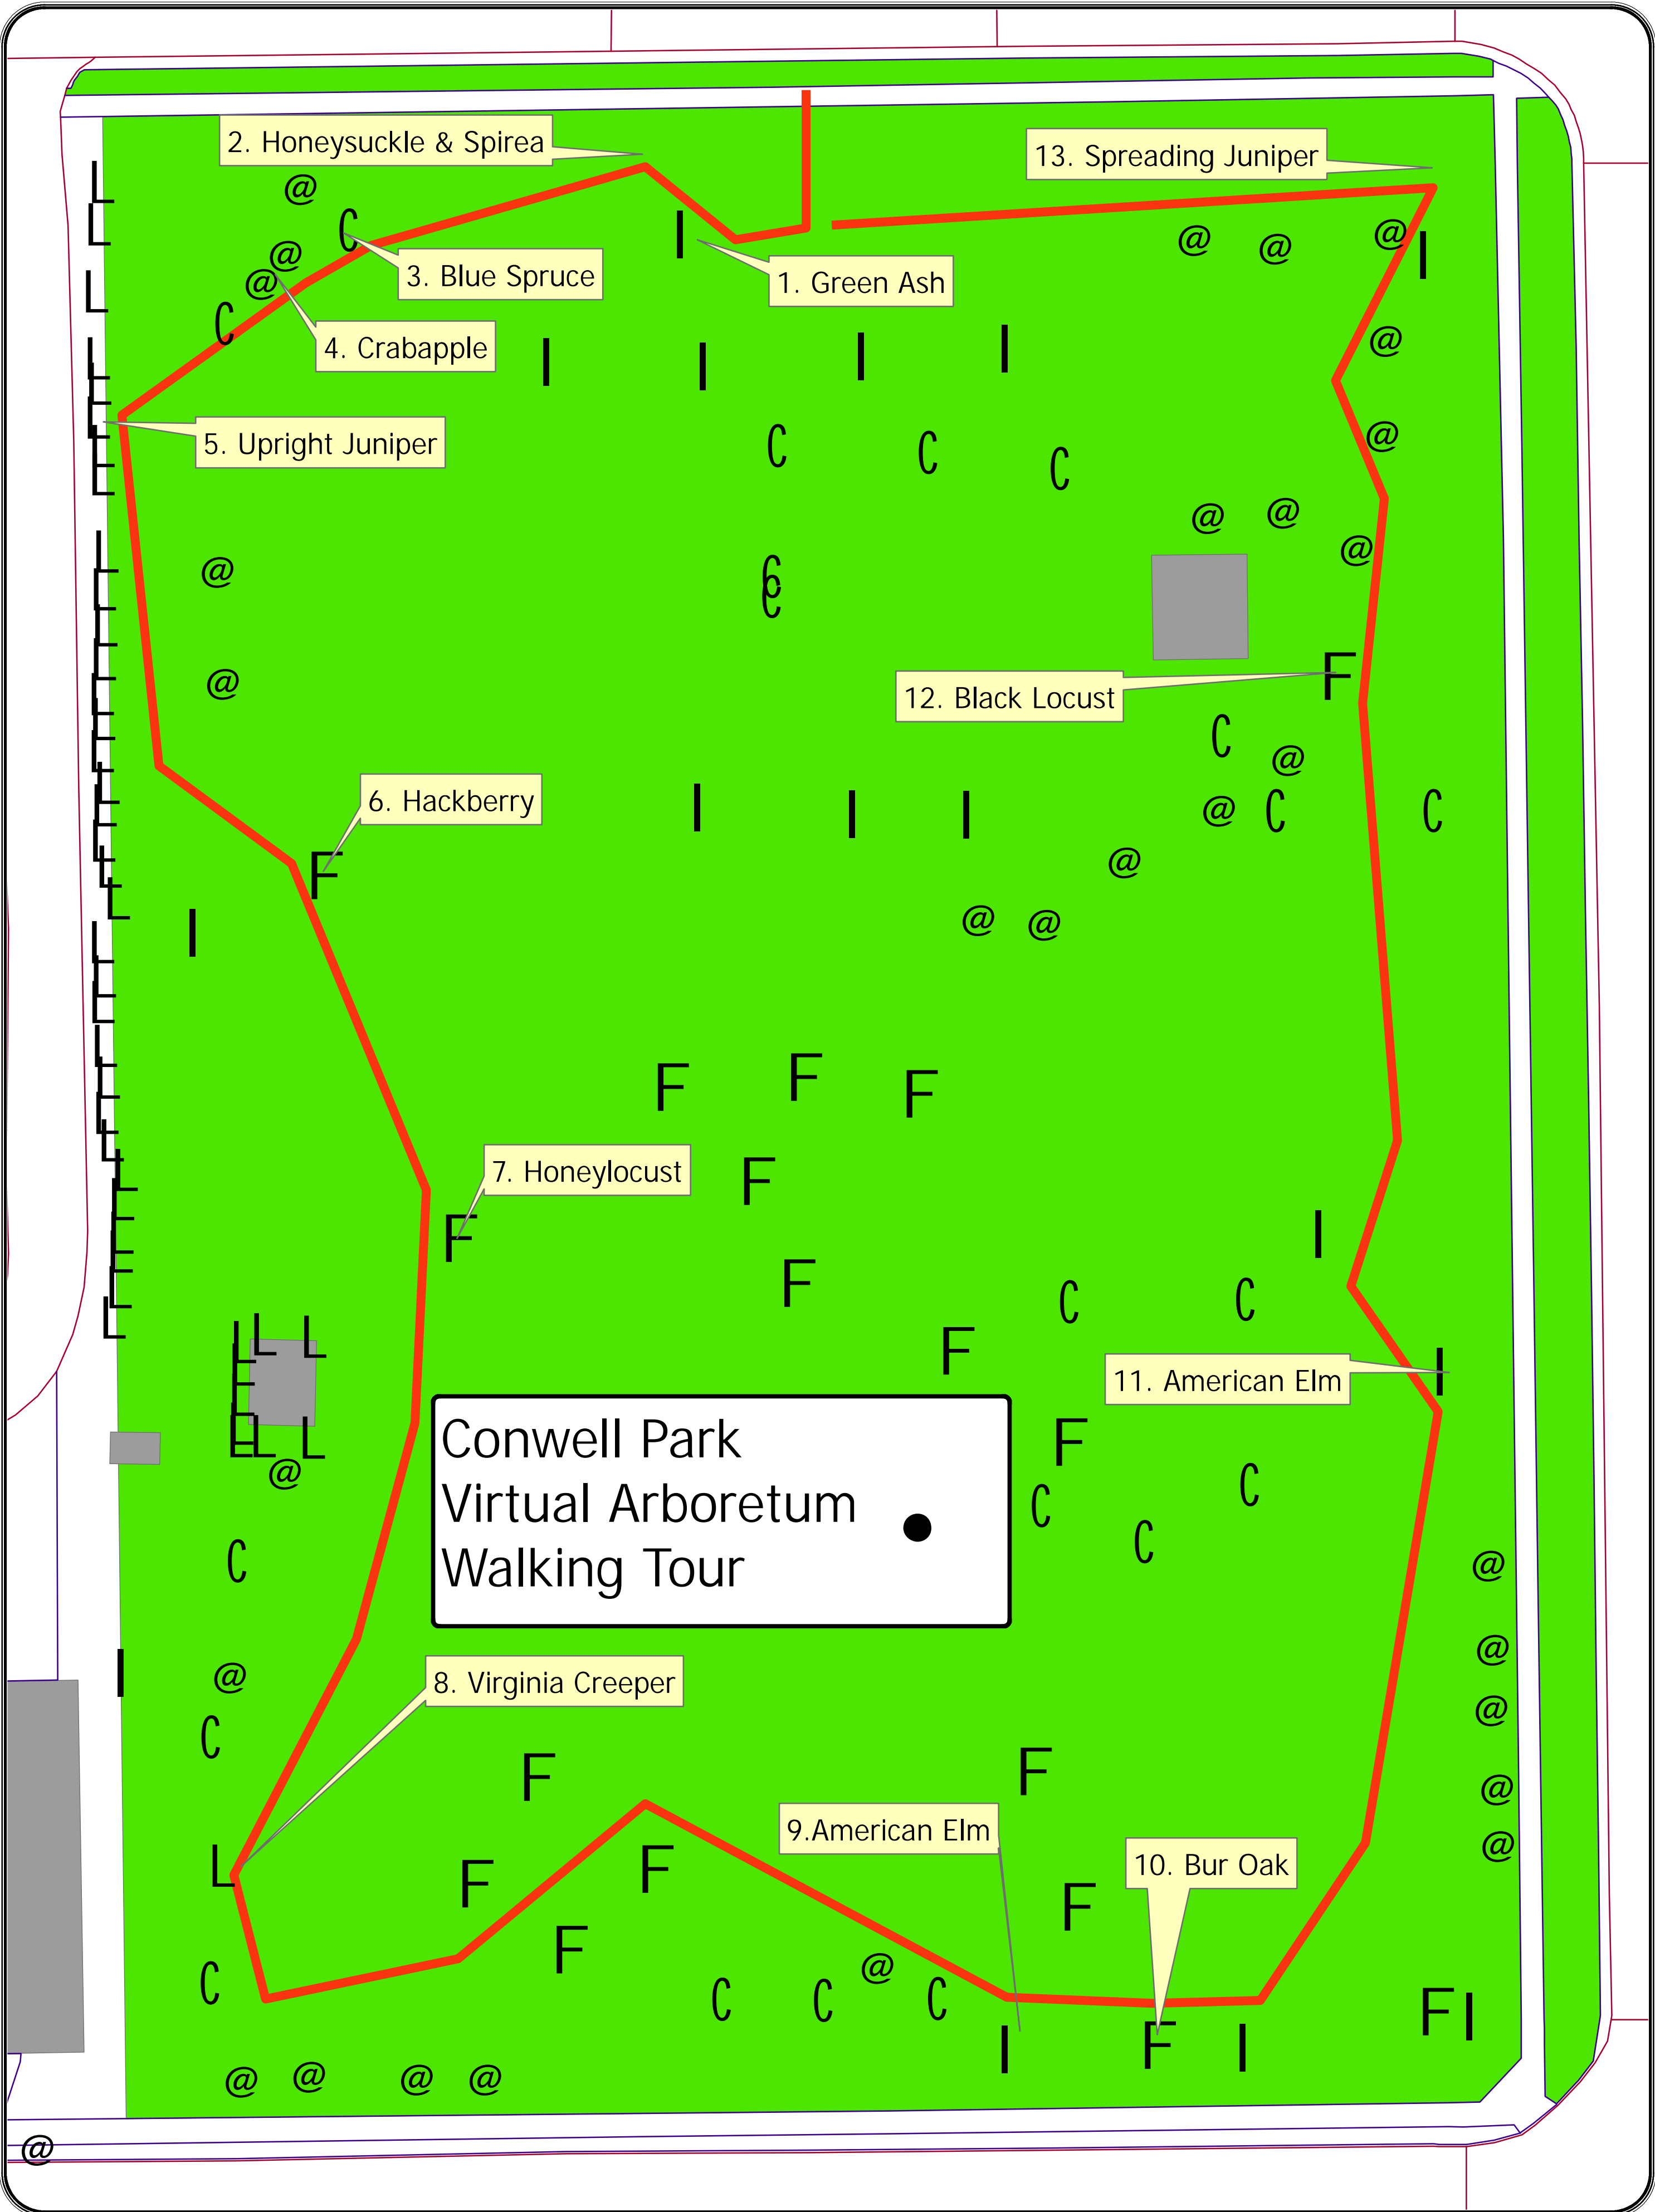 2. Honeysuckle & Spirea
13. Spreading Juniper
3. Blue Spruce
1. Green Ash
4. Crabapple
5. Upright Juniper
12. Black Locust
6. Hackberry
7. Honeylocust
11. American Elm
Conwell Park
Virtual Arboretum
Walking Tour
8. Virginia Creeper
9.American Elm
10. Bur Oak